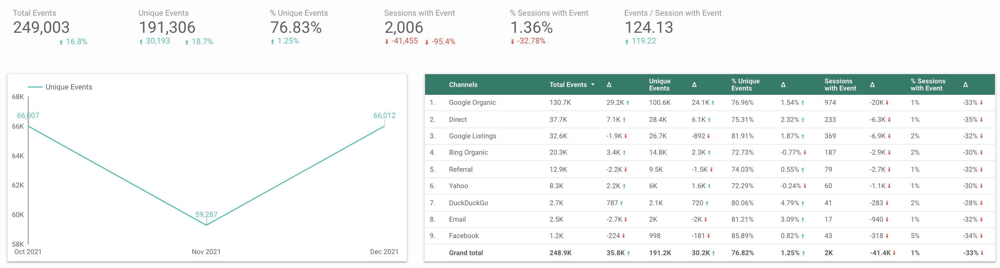 Total Events
249,003
16.8%
Unique Events
191,306
30,193 18.7%
% Unique Events
76.83%
1.25%
Sessions with Event
2,006
-41,455 -95.4%
% Sessions with Event
1.36%
-32.78%
Events / Session with Event
124.13
119.22
Unique Events
68K
66K
64K
62K
60K
58K
66,007
59,287
66,012
Oct 2021 Nov 2021 Dec 2021
Channels Total Events Δ Unique Events Δ % Unique Events Δ Sessions with Event Δ % Sessions with Event Δ
1. Google Organic 130.7K 29.2K 100.6K 24.1K 76.96% 1.54% 974 -20K 1% -33%
2. Direct 37.7K 7.1K 28.4K 6.1K 75.31% 2.32% 233 -6.3K 1% -35%
3. Google Listings 32.6K -1.9K 26.7K -892 81.91% 1.87% 369 -6.9K 2% -32%
4. Bing Organic 20.3K 3.4K 14.8K 2.3K 72.73% -0.77% 187 -2.9K 2% -30%
5. Referral 12.9K -2.2K 9.5K -1.5K 74.03% 0.55% 79 -2.7K 1% -32%
6. Yahoo 8.3K 2.2K 6K 1.6K 72.29% -0.24% 60 -1.1K 1% -30%
7. DuckDuckGo 2.7K 787 2.1K 720 80.06% 4.79% 41 -283 2% -28%
8. Email 2.5K -2.7K 2K -2K 81.21% 3.09% 17 -940 1% -32%
9. Facebook 1.2K -224 998 -181 85.89% 0.82% 43 -318 5% -34%
Grand total 248.9K 35.8K 191.2K 30.2K 76.82% 1.25% 2K -41.4K 1% -33%